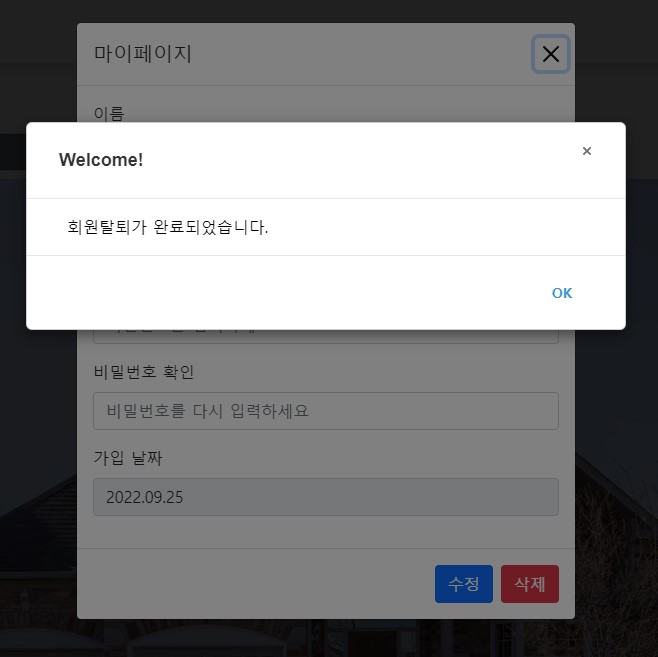 마이페이지
이름
Welcome!
×
회원탈퇴가 완료되었습니다.
OK
비밀번호 확인
비밀번호를 다시 입력하세요
가입 날짜
2022.09.25
수정 삭제